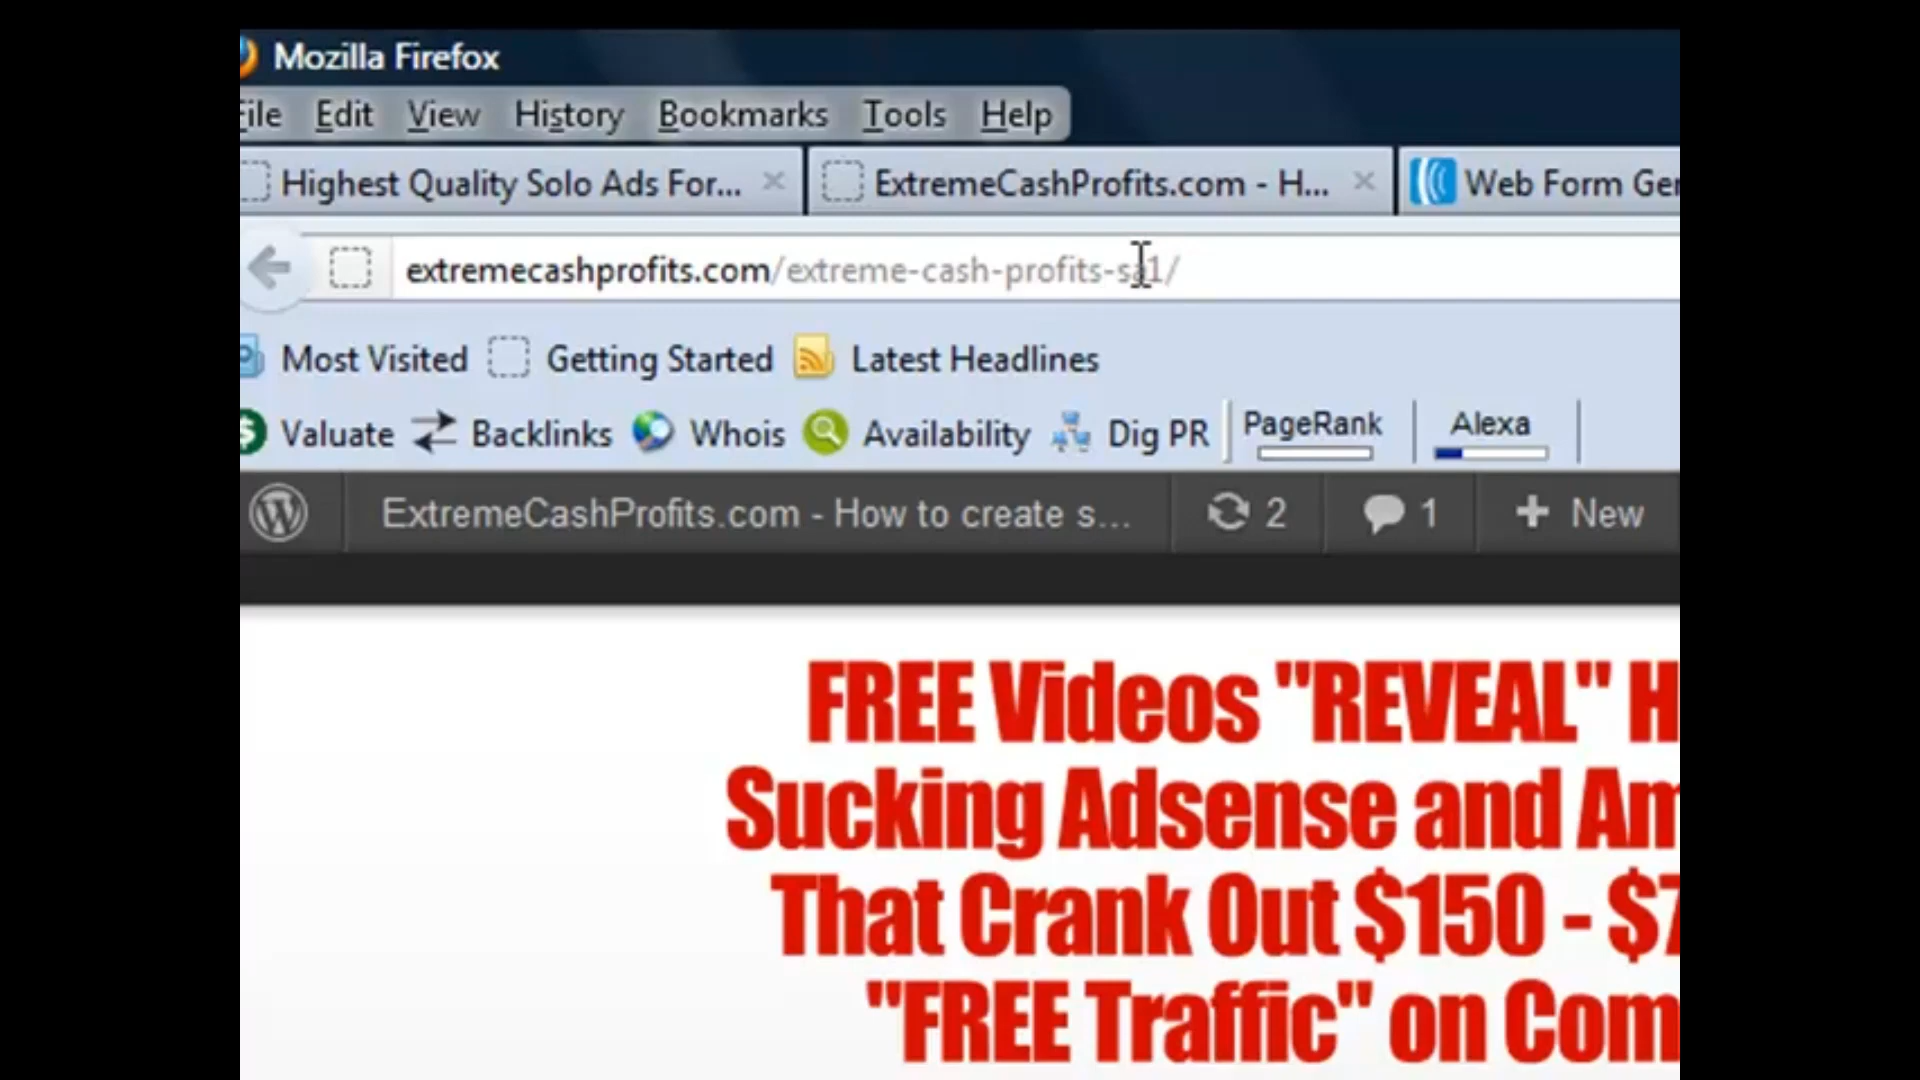 Mozilla Firefox
File Edit View History Bookmarks Tools Help
Highest Quality Solo Ads For... ExtremeCashProfits.com - H... Web Form Ger
extremecashprofits.com/extreme-cash-profits-sa1/
Most Visited Getting Started Latest Headlines
Valuate Backlinks Whois Availability Dig PR PageRank Alexa
ExtremeCashProfits.com - How to create s... 2 1 + New
FREE Videos "REVEAL" H
Sucking Adsense and Am
That Crank Out $150 - $7
"FREE Traffic" on Com